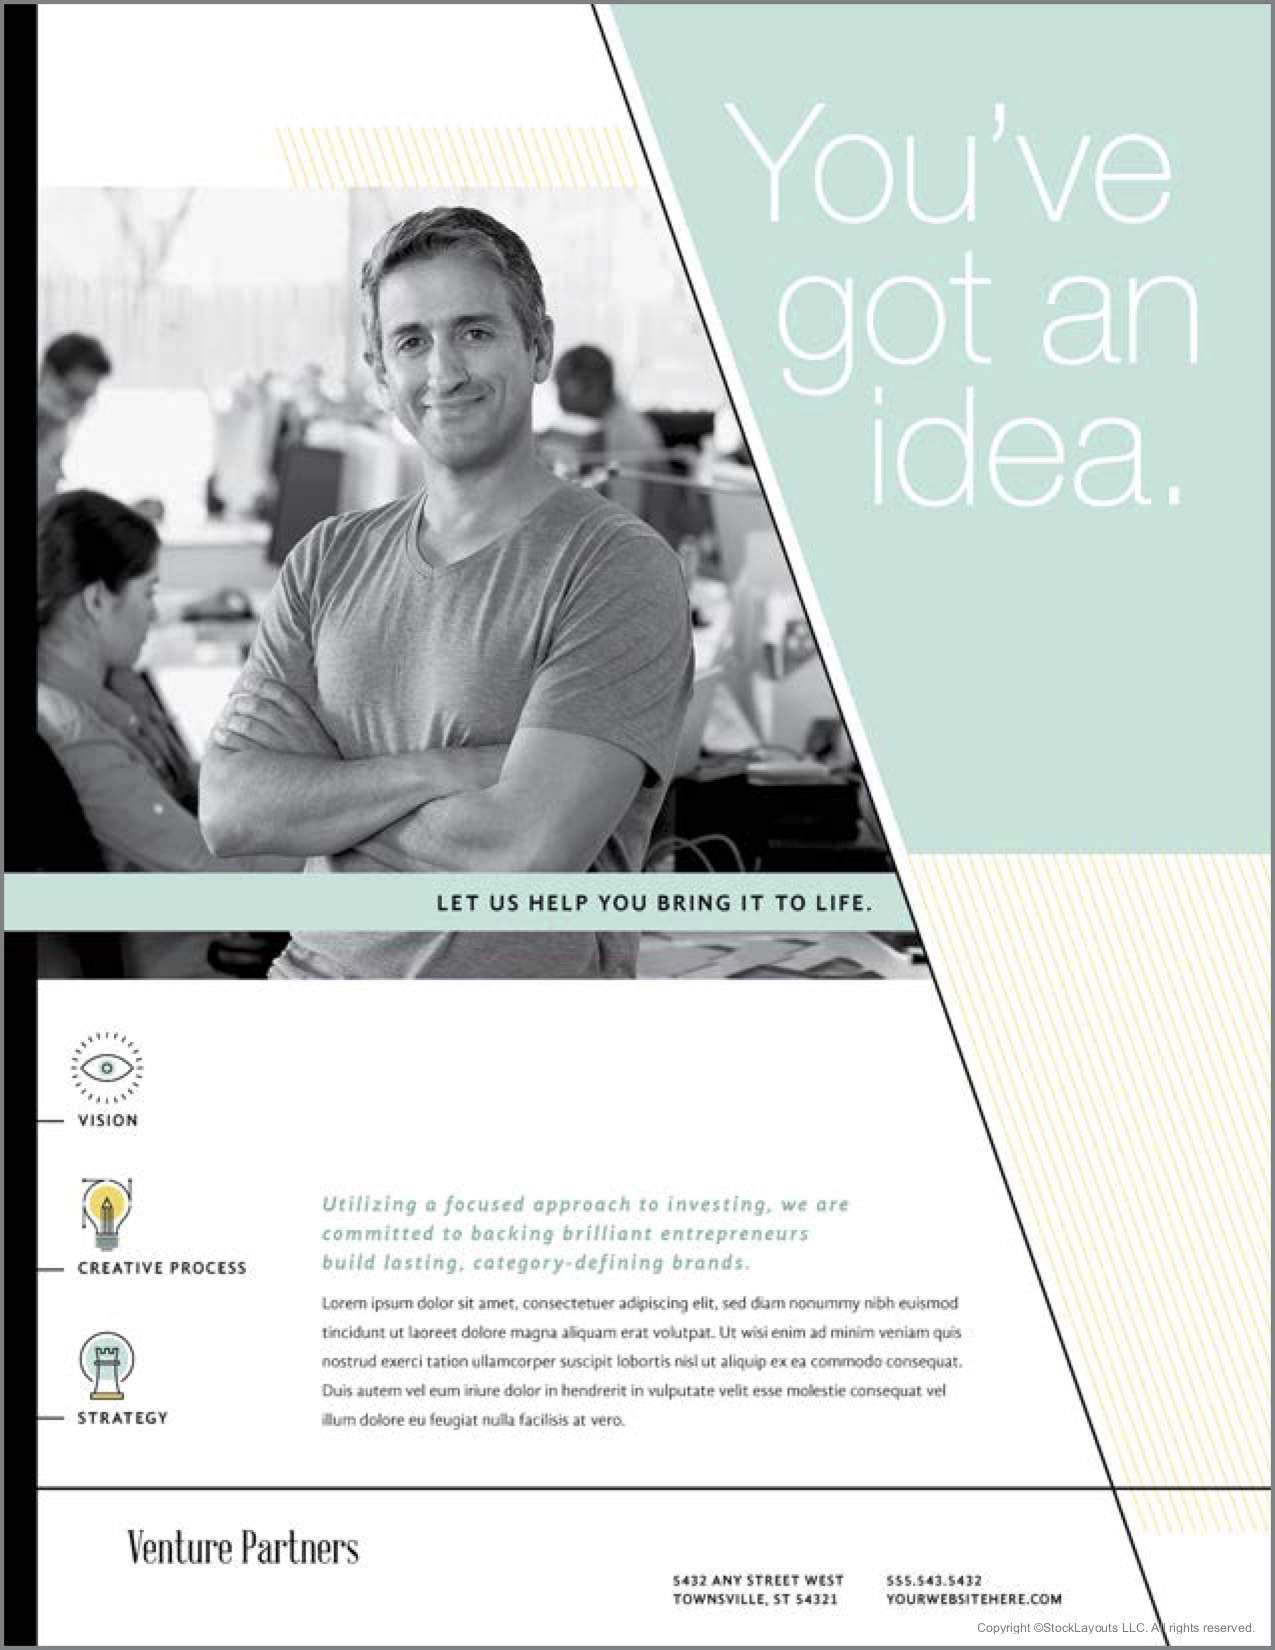 You've
got an
idea.
LET US HELP YOU BRING IT TO LIFE.
VISION
CREATIVE PROCESS
STRATEGY
Utilizing a focused approach to investing, we are
committed to backing brilliant entrepreneurs
build lasting, category-defining brands.
Lorem ipsum dolor sit amet, consectetuer adipiscing elit, sed diam nonummy nibh euismod
tincidunt ut laoreet dolore magna aliquam erat volutpat. Ut wisi enim ad minim veniam quis
nostrud exerci tation ullamcorper suscipit lobortis nisl ut aliquip ex ea commodo consequat.
Duis autem vel eum iriure dolor in hendrerit in vulputate velit esse molestie consequat vel
illum dolore eu feugiat nulla facilisis at vero.
Venture Partners
5432 ANY STREET WEST
TOWNSVILLE, ST 54321
555.543.5432
YOURWEBSITEHERE.COM
Copyright ©StockLayouts LLC. All rights reserved.